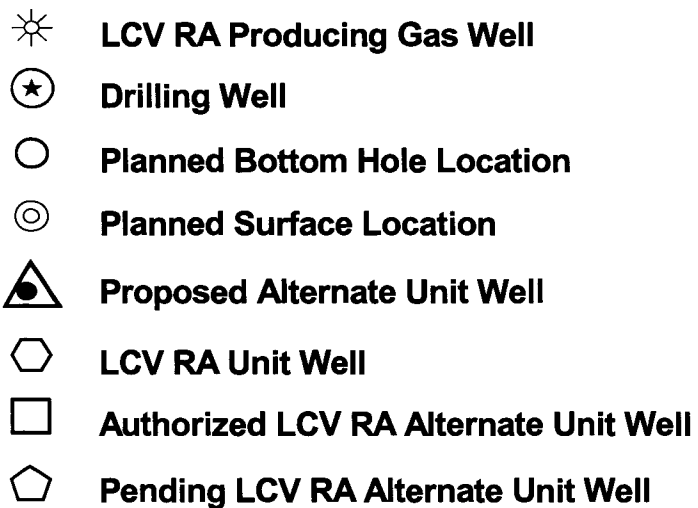 LCV RA Producing Gas Well
Drilling Well
Planned Bottom Hole Location
Planned Surface Location
Proposed Alternate Unit Well
LCV RA Unit Well
Authorized LCV RA Alternate Unit Well
Pending LCV RA Alternate Unit Well